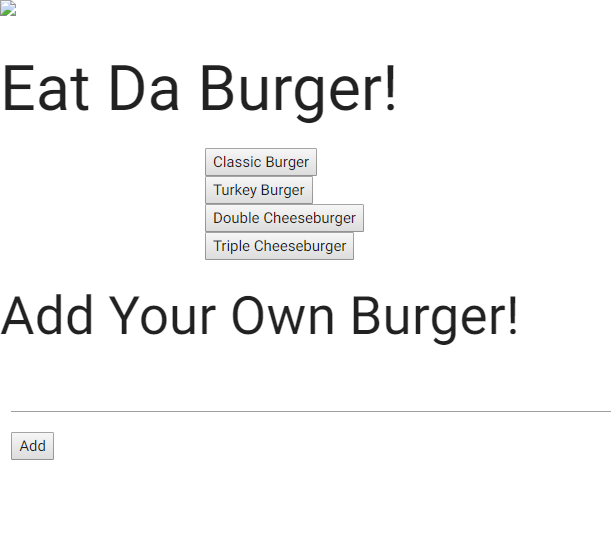 Eat Da Burger!
Classic Burger
Turkey Burger
Double Cheeseburger
Triple Cheeseburger
Add Your Own Burger!
Add